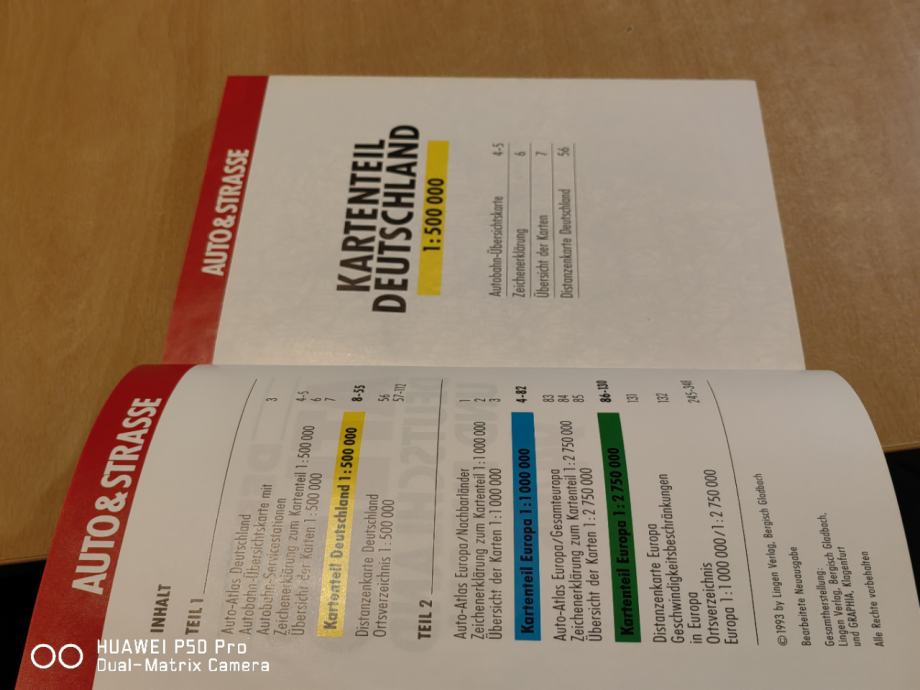 AUTO & STRASSE
INHALT
TEIL 1
Auto-Atlas Deutschland 3
Autobahn-Übersichtskarte mit
Autobahn-Servicestationen 4-5
Zeichenerklärung zum Kartenteil 1:500 000 6
Übersicht der Karten 1:500 000 7
Kartenteil Deutschland 1:500 000 8-55
Distanzenkarte Deutschland 56
Ortsverzeichnis 1:500 000 57-112
TEIL 2
Auto-Atlas Europa/Nachbarländer 1
Zeichenerklärung zum Kartenteil 1:1 000 000 2
Übersicht der Karten 1:1 000 000 3
Kartenteil Europa 1:1 000 000 4-82
Auto-Atlas Europa/Gesamteuropa 83
Zeichenerklärung zum Kartenteil 1:2 750 000 84
Übersicht der Karten 1:2 750 000 85
Kartenteil Europa 1:2 750 000 86-130
Distanzenkarte Europa 131
Geschwindigkeitsbeschränkungen
in Europa 132
Ortsverzeichnis
Europa 1:1 000 000/1:2 750 000 245-348
© 1993 by Lingen Verlag, Bergisch Gladbach
Bearbeitete Neuausgabe
Gesamtherstellung:
Lingen Verlag, Bergisch Gladbach,
und GRAPHIA, Klagenfurt
Alle Rechte vorbehalten
AUTO & STRASSE
KARTENTEIL
DEUTSCHLAND
1:500 000
Autobahn-Übersichtskarte 4-5
Zeichenerklärung 6
Übersicht der Karten 7
Distanzenkarte Deutschland 56
HUAWEI P50 Pro
Dual-Matrix Camera